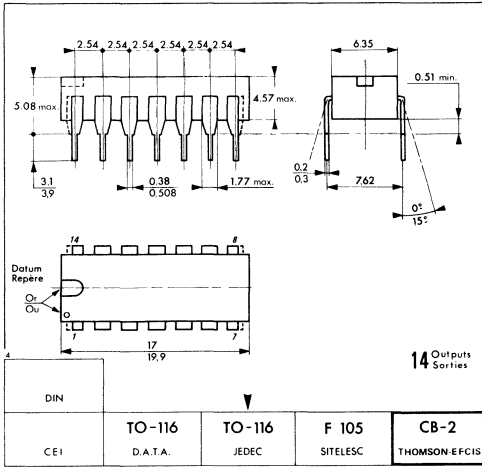 2.54 2.54 2.54 2.54 2.54 2.54
6.35
5.08 max.
4.57 max.
0.51 min.
3.1
3,9
0.38
0.508
1.77 max.
0.2
0,3
7.62
0°
15°
14
8
Datum
Repère
Or
Ou
1
7
17
19,9
14 Outputs
Sorties
4
DIN
TO-116
TO-116
F 105
CB-2
CEI
D.A.T.A.
JEDEC
SITELESC
THOMSON-EFCIS